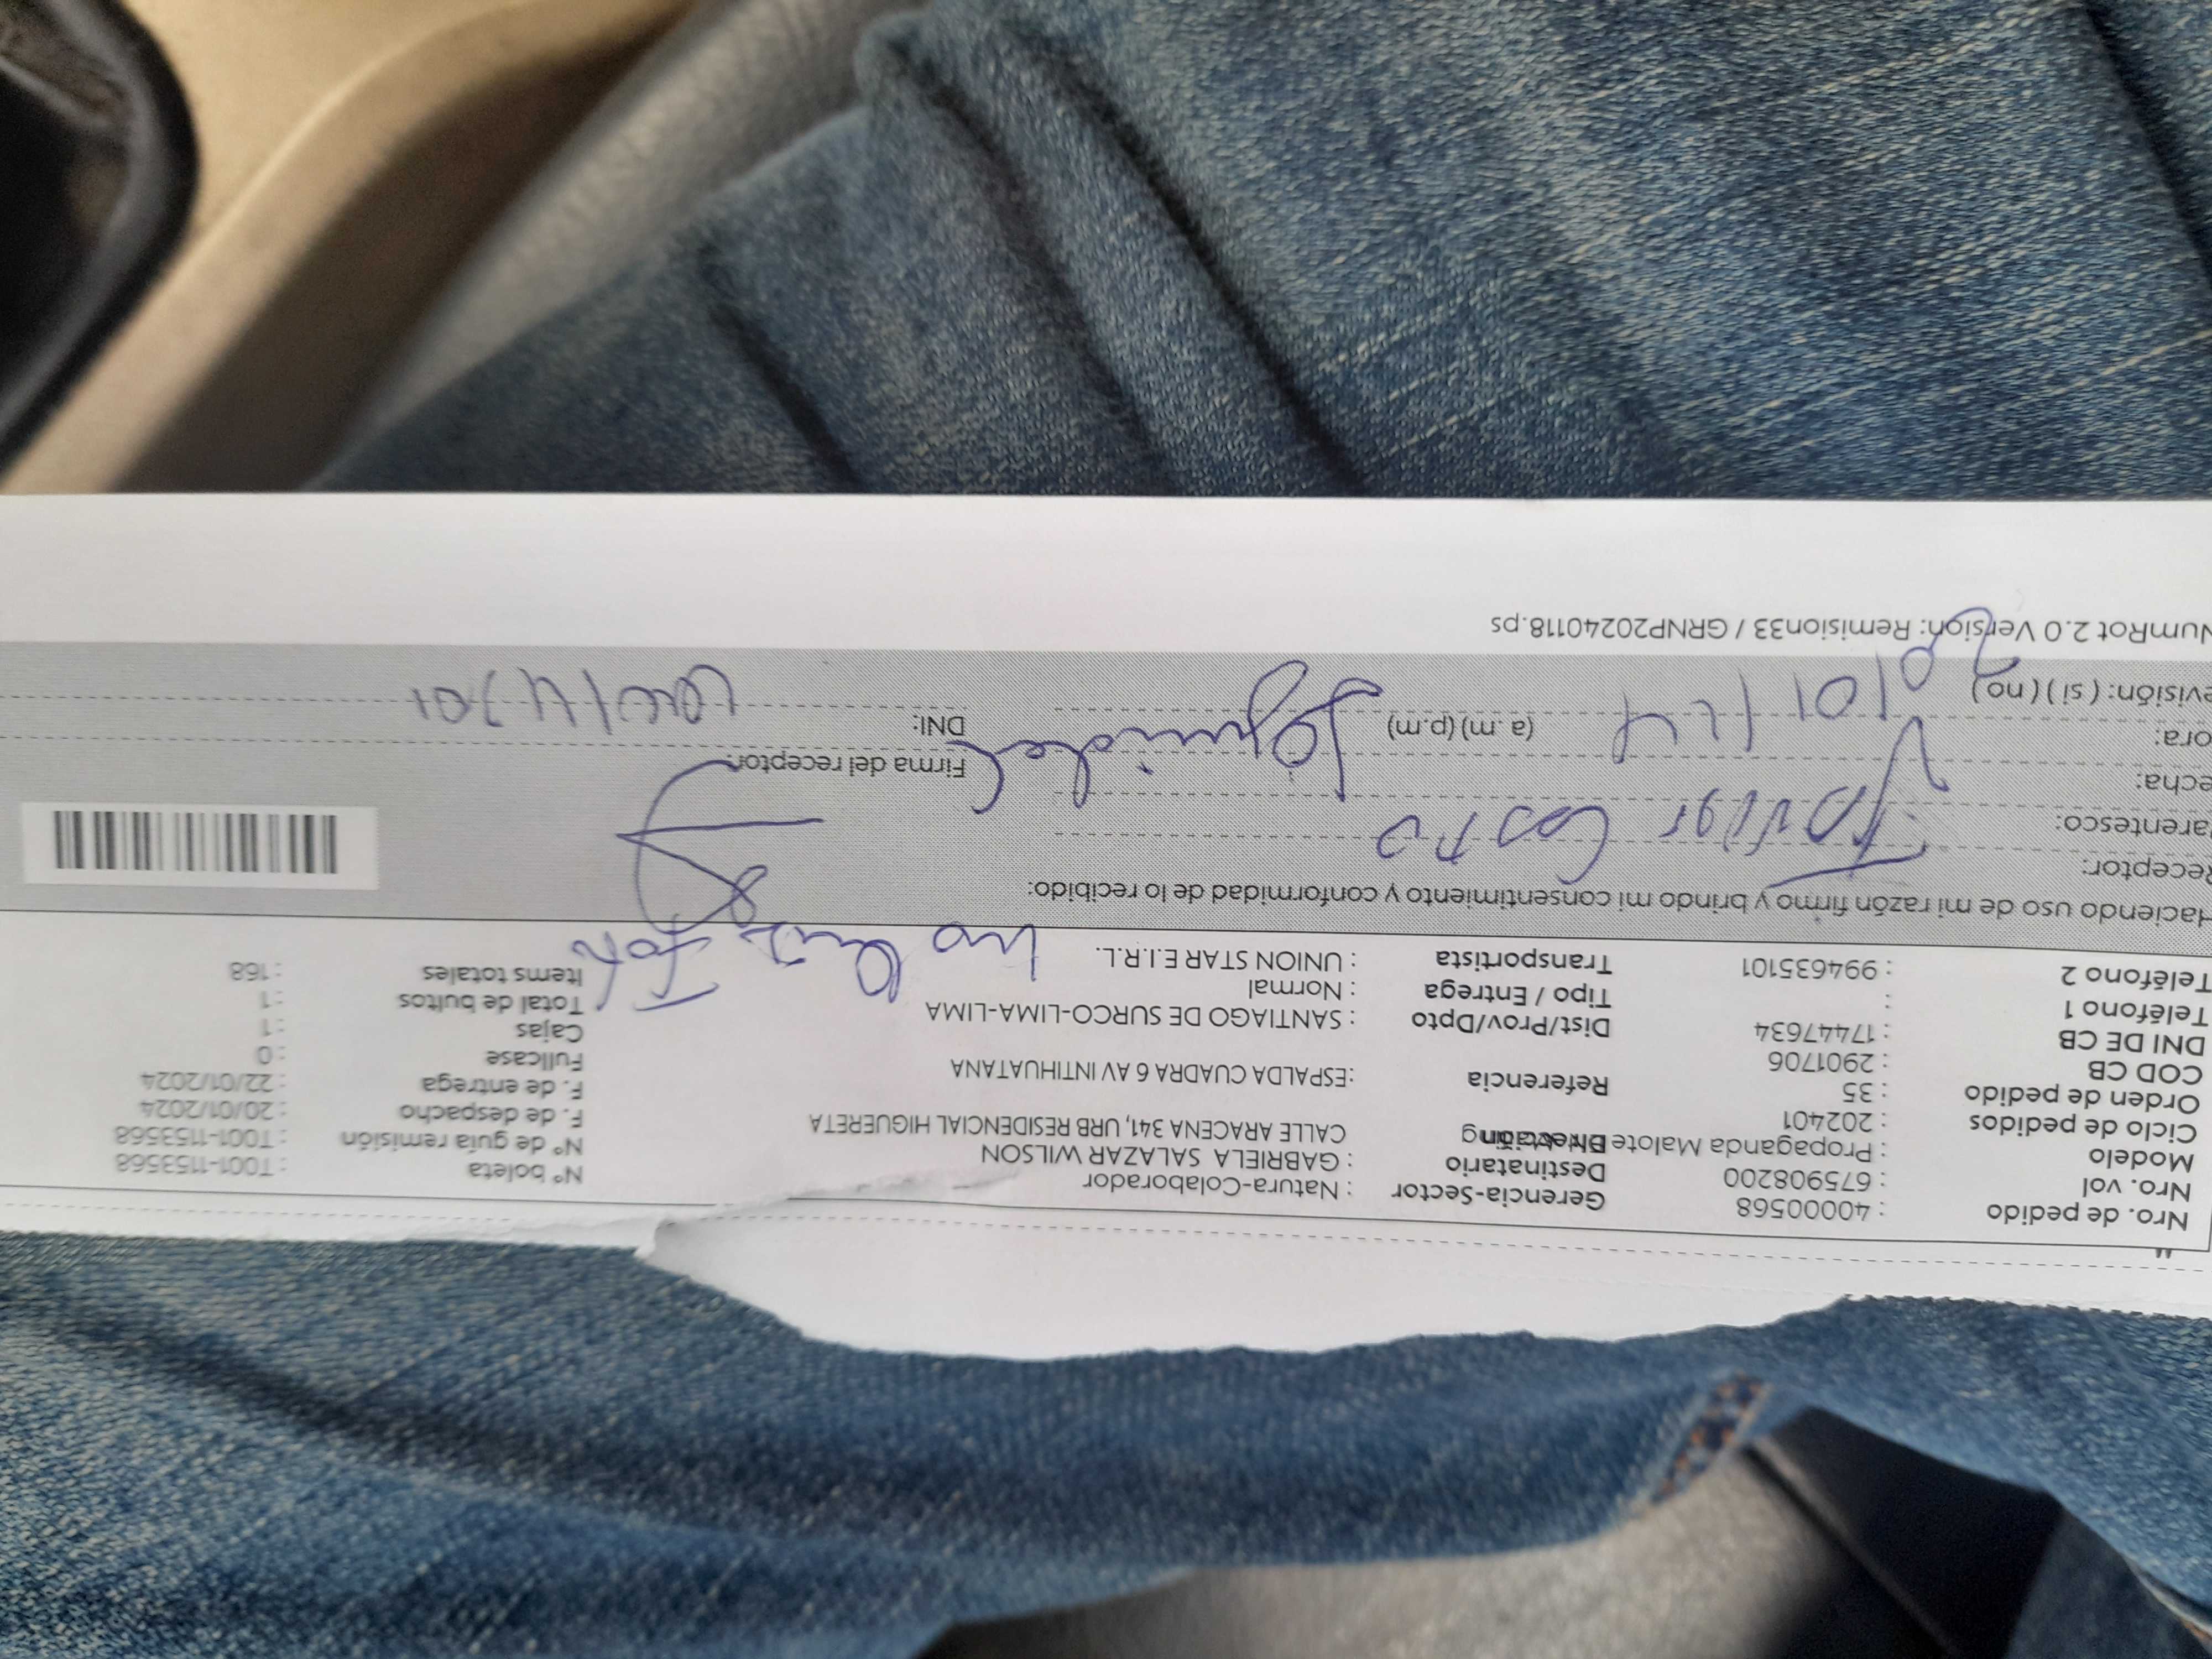 Nro. de pedido : 40000568 Gerencia-Sector : Natura-Colaborador Nº boleta : T001-1153568
Nro. vol : 675908200 Destinatario : GABRIELA SALAZAR WILSON Nº de guía remisión : T001-1153568
Modelo : Propaganda Malote Dirección CALLE ARACENA 341, URB RESIDENCIAL HIGUERETA F. de despacho : 20/01/2024
Ciclo de pedidos : 202401 F. de entrega : 22/01/2024
Orden de pedido : 35 Referencia :ESPALDA CUADRA 6 AV INTIHUATANA Fullcase : 0
COD CB : 2901706 Cajas : 1
DNI DE CB : 17447634 Dist/Prov/Dpto : SANTIAGO DE SURCO-LIMA-LIMA Total de bultos : 1
Teléfono 1 : Tipo / Entrega : Normal Items totales : 168
Teléfono 2 : 994635101 Transportista : UNION STAR E.I.R.L.
Haciendo uso de mi razón firmo y brindo mi consentimiento y conformidad de lo recibido:
Receptor:
Parentesco:
echa: Firma del receptor:
ora: (a. m) (p.m) DNI:
evisión: ( si ) ( no )
NumRot 2.0 Version: Remision33 / GRNP20240118.ps